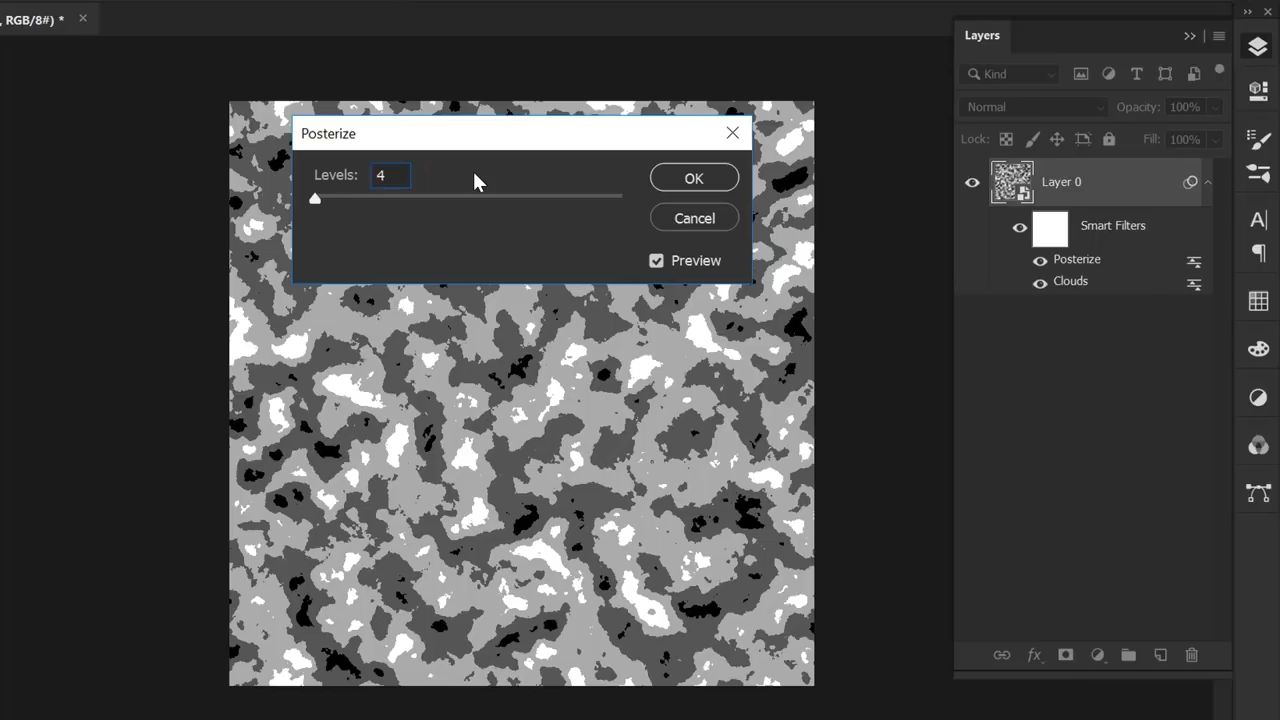 , RGB/8#) *
Layers
Kind
Normal
Opacity: 100%
Lock:
Fill: 100%
Layer 0
Smart Filters
Posterize
Clouds
Posterize
Levels: 4
OK
Cancel
Preview